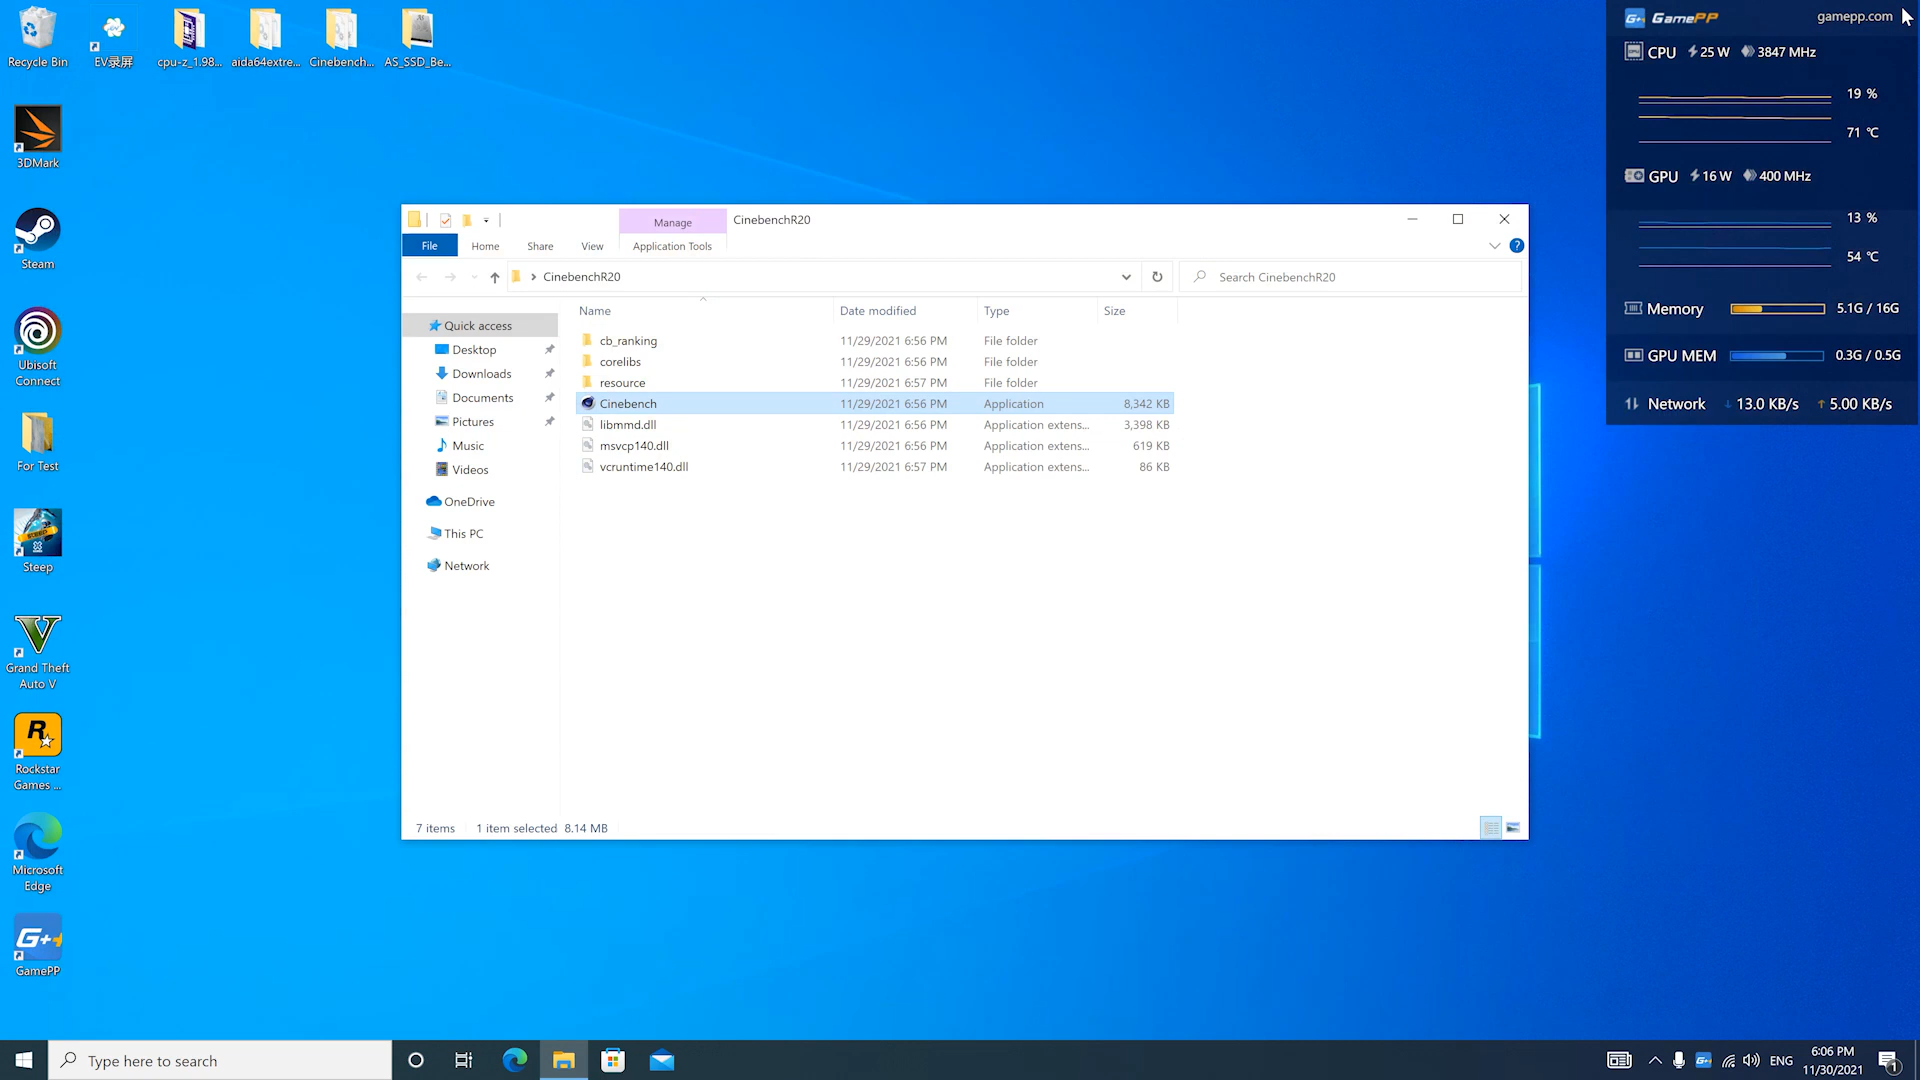 Recycle Bin
EV录屏
cpu-z_1.98...
aida64extre...
Cinebench...
AS_SSD_Be...
3DMark
Steam
Ubisoft
Connect
For Test
Steep
Grand Theft
Auto V
Rockstar
Games ...
Microsoft
Edge
G++
GamePP
Manage
CinebenchR20
File
Home
Share
View
Application Tools
CinebenchR20
Search CinebenchR20
Name
Date modified
Type
Size
Quick access
Desktop
Downloads
Documents
Pictures
Music
Videos
OneDrive
This PC
Network
cb_ranking 11/29/2021 6:56 PM File folder
corelibs 11/29/2021 6:56 PM File folder
resource 11/29/2021 6:57 PM File folder
Cinebench 11/29/2021 6:56 PM Application 8,342 KB
libmmd.dll 11/29/2021 6:56 PM Application extens... 3,398 KB
msvcp140.dll 11/29/2021 6:56 PM Application extens... 619 KB
vcruntime140.dll 11/29/2021 6:57 PM Application extens... 86 KB
7 items 1 item selected 8.14 MB
GamePP gamepp.com
CPU 25 W 3847 MHz
19 %
71 ℃
GPU 16 W 400 MHz
13 %
54 ℃
Memory 5.1G / 16G
GPU MEM 0.3G / 0.5G
Network 13.0 KB/s 5.00 KB/s
Type here to search
ENG
6:06 PM
11/30/2021
1